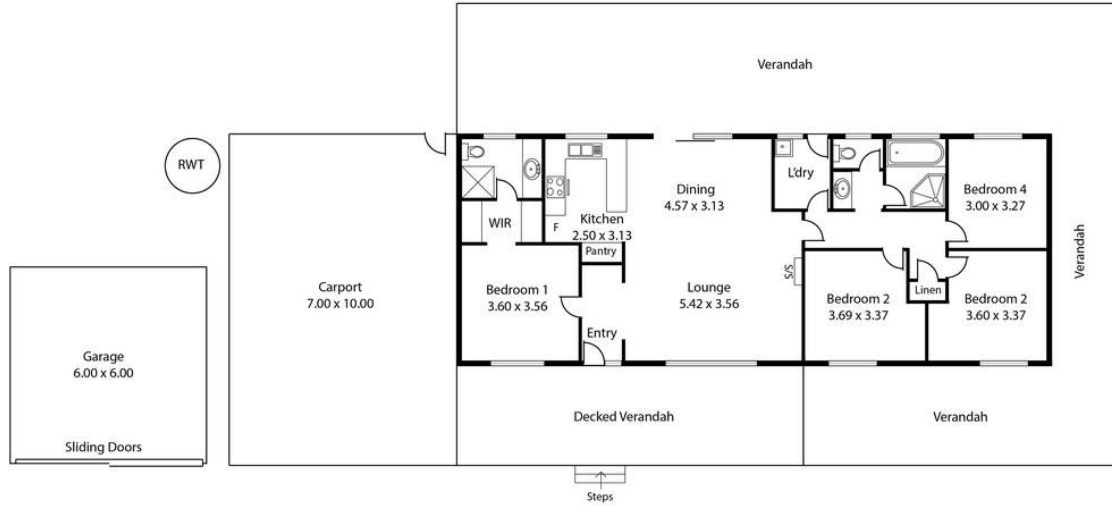 Verandah
RWT
L'dry
Bedroom 4
3.00 x 3.27
Dining
4.57 x 3.13
WIR
Kitchen
2.50 x 3.13
F
Pantry
Verandah
S/S
Carport
7.00 x 10.00
Bedroom 1
3.60 x 3.56
Lounge
5.42 x 3.56
Linen
Bedroom 2
3.69 x 3.37
Bedroom 2
3.60 x 3.37
Entry
Garage
6.00 x 6.00
Decked Verandah
Verandah
Sliding Doors
Steps